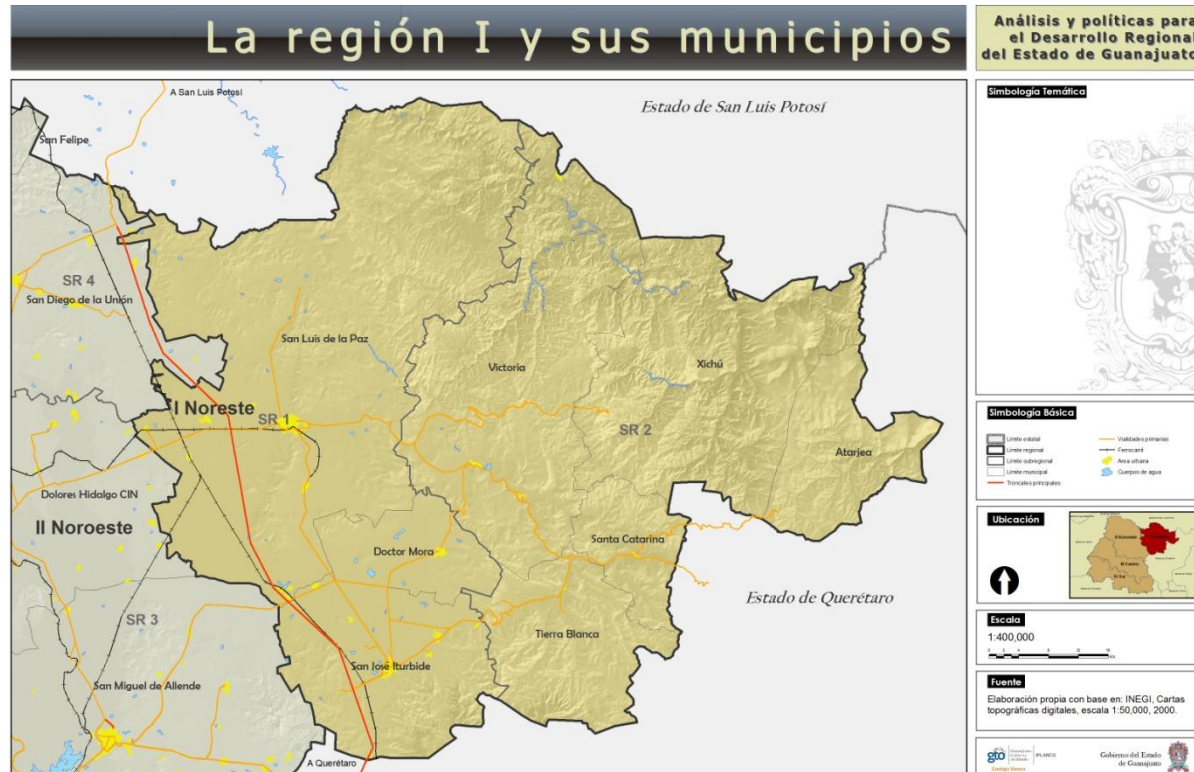 La región I y sus municipios
Análisis y políticas para
el Desarrollo Regional
del Estado de Guanajuato
A San Luis Potosí
Estado de San Luis Potosí
San Felipe
SR 4
San Diego de la Unión
San Luis de la Paz
Victoria
Xichú
I Noreste
SR 1
SR 2
Atarjea
Dolores Hidalgo CIN
II Noroeste
Doctor Mora
Santa Catarina
Estado de Querétaro
SR 3
Tierra Blanca
San José Iturbide
San Miguel de Allende
A Querétaro
Simbología Temática
Simbología Básica
Límite estatal
Límite regional
Límite subregional
Límite municipal
Troncales principales
Vialidades primarias
Ferrocarril
Area urbana
Cuerpos de agua
Ubicación
Escala
1:400,000
Fuente
Elaboración propia con base en: INEGI, Cartas
topográficas digitales, escala 1:50,000, 2000.
gto
Contigo Vamos
Gobierno del Estado
de Guanajuato